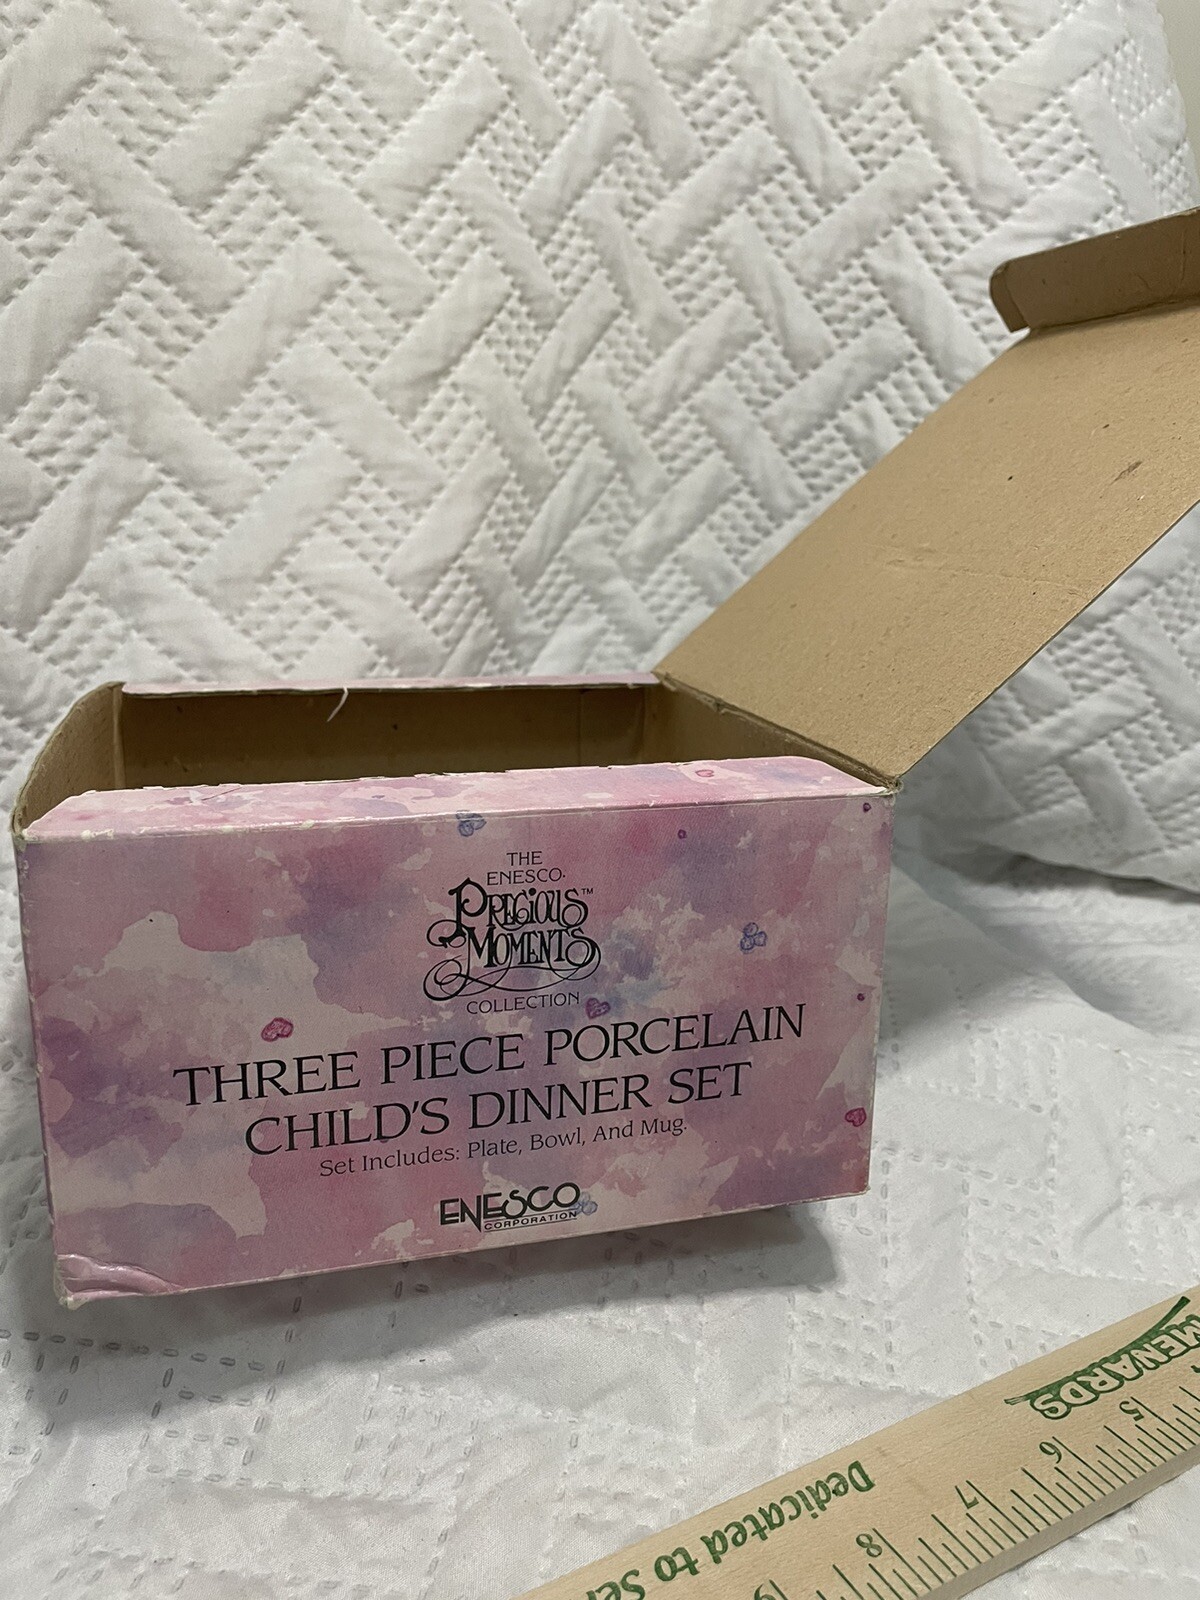 THE
ENESCO.
PRECIOUS
MOMENTS™
COLLECTION
THREE PIECE PORCELAIN
CHILD'S DINNER SET
Set Includes: Plate, Bowl, And Mug.
ENESCO
CORPORATION
MENARDS
Dedicated to
5
6
7
8